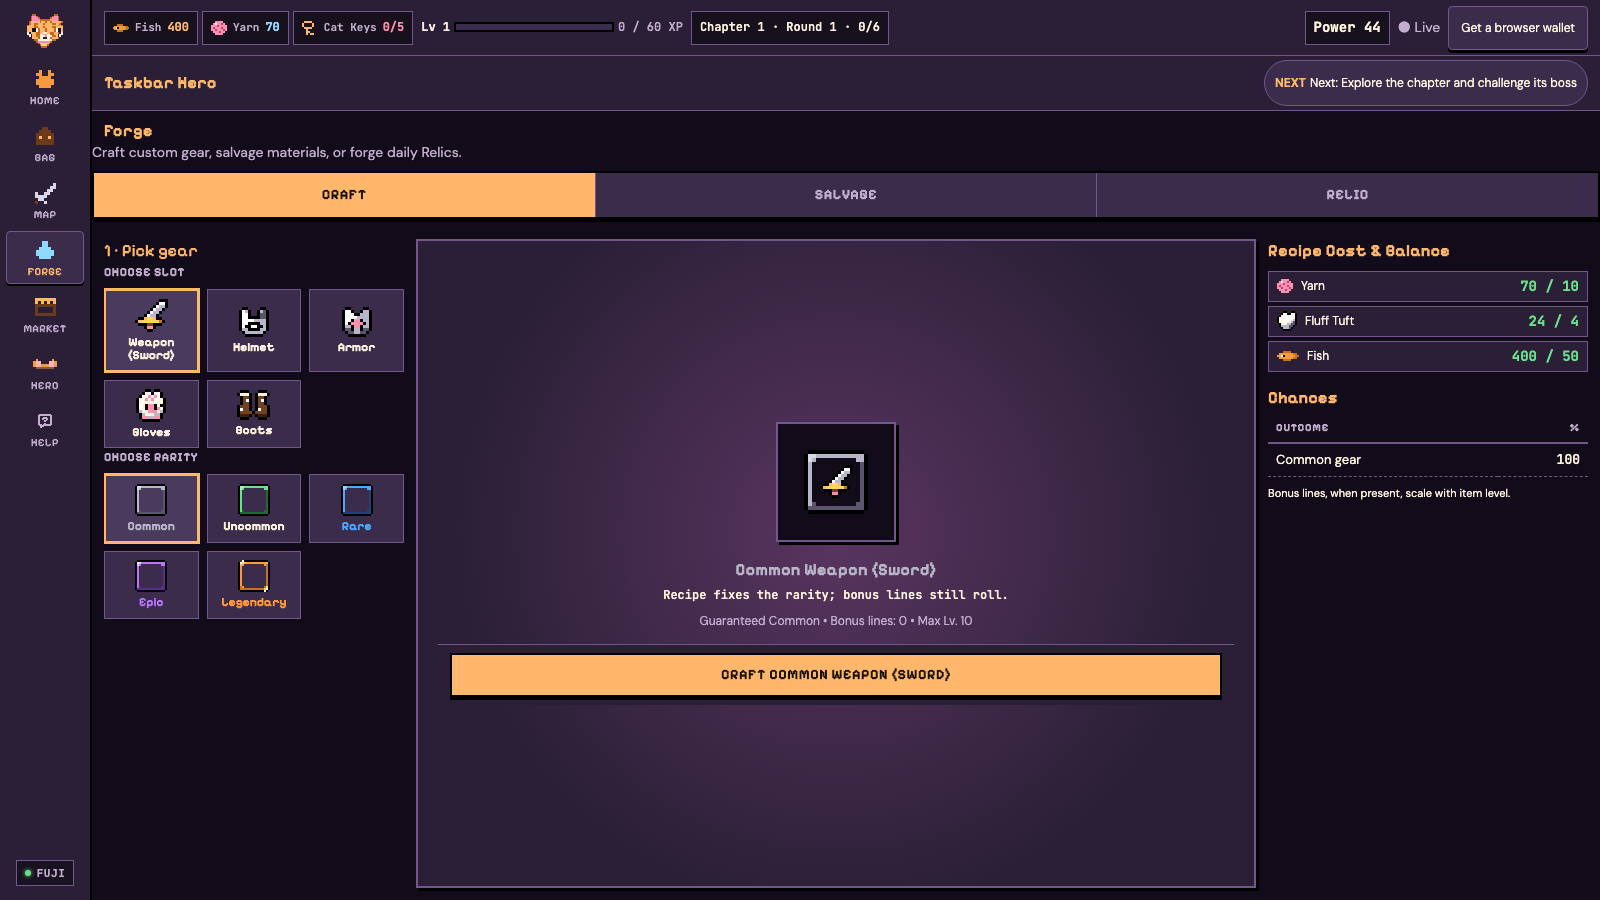 Fish 400
Yarn 70
Cat Keys 0/5
Lv 1
0 / 60 XP
Chapter 1 · Round 1 · 0/6
Power 44
Live
Get a browser wallet
HOME
BAG
MAP
FORGE
MARKET
HERO
HELP
FUJI
Taskbar Hero
NEXT Next: Explore the chapter and challenge its boss
Forge
Craft custom gear, salvage materials, or forge daily Relics.
CRAFT
SALVAGE
RELIC
1 · Pick gear
CHOOSE SLOT
Weapon
(Sword)
Helmet
Armor
Gloves
Boots
CHOOSE RARITY
Common
Uncommon
Rare
Epic
Legendary
Common Weapon (Sword)
Recipe fixes the rarity; bonus lines still roll.
Guaranteed Common • Bonus lines: 0 • Max Lv. 10
CRAFT COMMON WEAPON (SWORD)
Recipe Cost & Balance
Yarn 70 / 10
Fluff Tuft 24 / 4
Fish 400 / 50
Chances
OUTCOME %
Common gear 100
Bonus lines, when present, scale with item level.